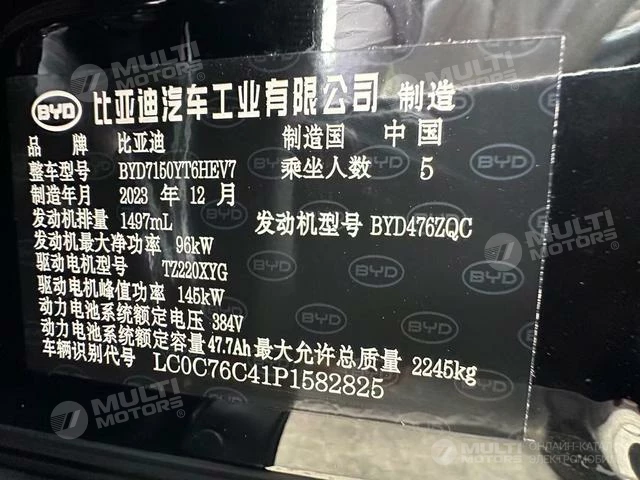 BYD 比亚迪汽车工业有限公司 制造
品 牌 比亚迪 制造国 中 国
整车型号 BYD7150YT6HEV7 乘坐人数 5
制造年月 2023 年 12 月
发动机排量 1497mL 发动机型号 BYD476ZQC
发动机最大净功率 96kW
驱动电机型号 TZ220XYG
驱动电机峰值功率 145kW
动力电池系统额定电压 384V
动力电池系统额定容量 47.7Ah 最大允许总质量 2245kg
车辆识别代号 LC0C76C41P1582825
MULTI MOTORS
ОНЛАЙН-КАТАЛОГ
ЭЛЕКТРОМОБИЛЕЙ